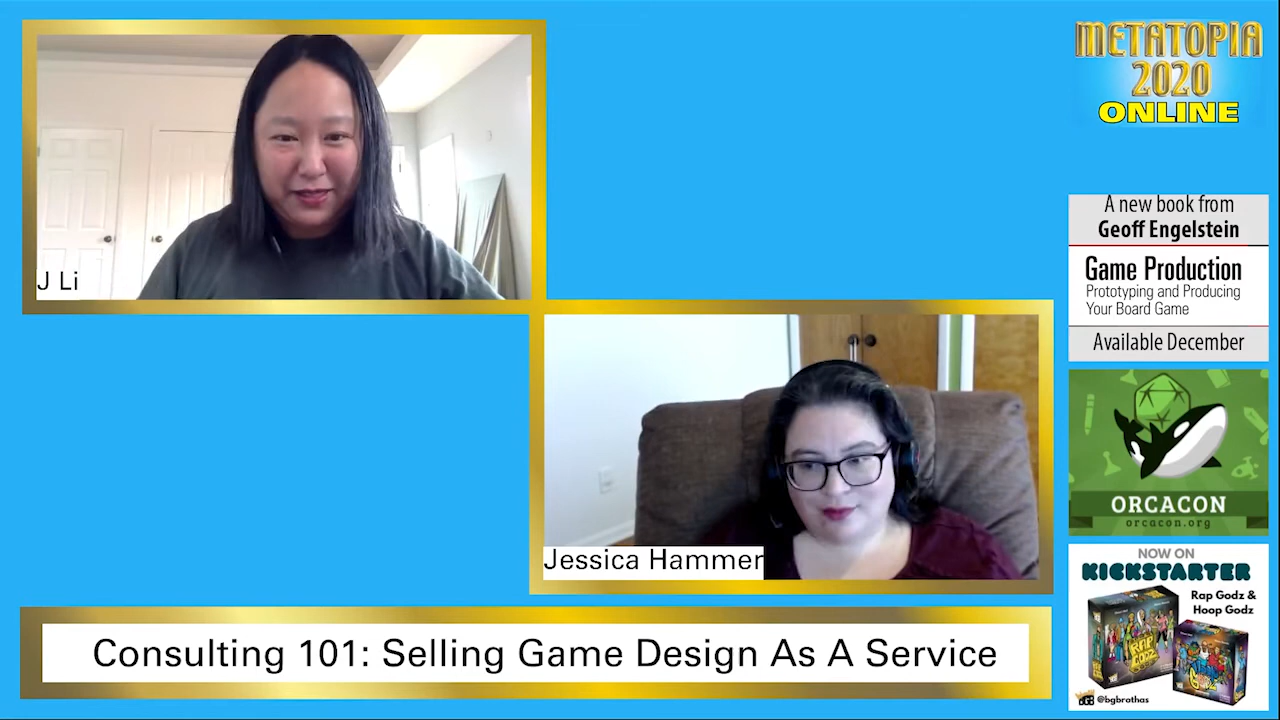 METATOPIA
2020
ONLINE
J Li
A new book from
Geoff Engelstein
Game Production
Prototyping and Producing
Your Board Game
Available December
ORCACON
orcacon.org
Jessica Hammer
NOW ON
KICKSTARTER
Rap Godz &
Hoop Godz
RAP
GODZ
@bgbrothas
Consulting 101: Selling Game Design As A Service